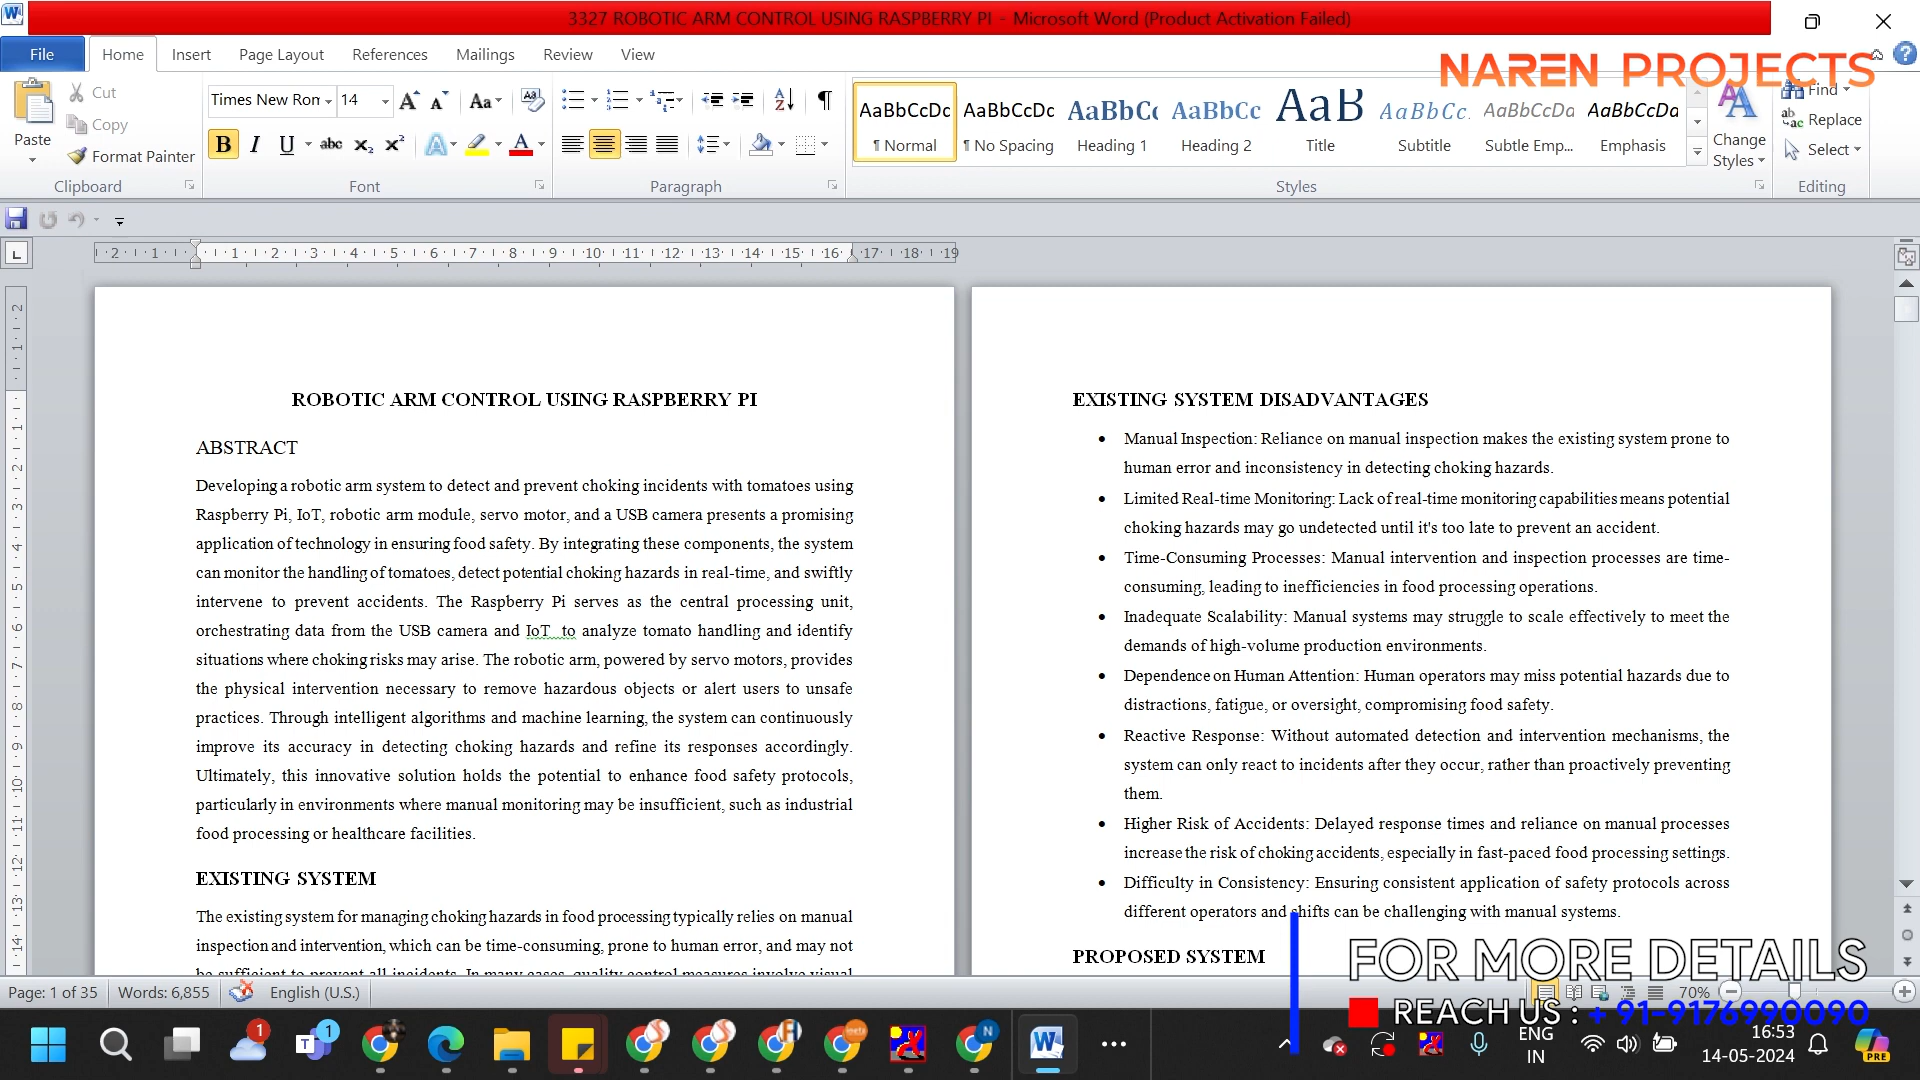 3327 ROBOTIC ARM CONTROL USING RASPBERRY PI - Microsoft Word (Product Activation Failed)
File Home Insert Page Layout References Mailings Review View
NAREN PROJECTS
Cut
Copy
Paste
Format Painter
Clipboard
Times New Ron 14
Font
Paragraph
AaBbCcDc AaBbCcDc AaBbCc AaBbCc AaB AaBbCc. AaBbCcDa AaBbCcDa
¶ Normal ¶ No Spacing Heading 1 Heading 2 Title Subtitle Subtle Emp... Emphasis
Styles
Change
Styles
Find
Replace
Select
Editing
ROBOTIC ARM CONTROL USING RASPBERRY PI
ABSTRACT
Developing a robotic arm system to detect and prevent choking incidents with tomatoes using
Raspberry Pi, IoT, robotic arm module, servo motor, and a USB camera presents a promising
application of technology in ensuring food safety. By integrating these components, the system
can monitor the handling of tomatoes, detect potential choking hazards in real-time, and swiftly
intervene to prevent accidents. The Raspberry Pi serves as the central processing unit,
orchestrating data from the USB camera and IoT to analyze tomato handling and identify
situations where choking risks may arise. The robotic arm, powered by servo motors, provides
the physical intervention necessary to remove hazardous objects or alert users to unsafe
practices. Through intelligent algorithms and machine learning, the system can continuously
improve its accuracy in detecting choking hazards and refine its responses accordingly.
Ultimately, this innovative solution holds the potential to enhance food safety protocols,
particularly in environments where manual monitoring may be insufficient, such as industrial
food processing or healthcare facilities.
EXISTING SYSTEM
The existing system for managing choking hazards in food processing typically relies on manual
inspection and intervention, which can be time-consuming, prone to human error, and may not
be sufficient to prevent all incidents. In many cases, quality control measures involve visual
EXISTING SYSTEM DISADVANTAGES
• Manual Inspection: Reliance on manual inspection makes the existing system prone to
human error and inconsistency in detecting choking hazards.
• Limited Real-time Monitoring: Lack of real-time monitoring capabilities means potential
choking hazards may go undetected until it's too late to prevent an accident.
• Time-Consuming Processes: Manual intervention and inspection processes are time-
consuming, leading to inefficiencies in food processing operations.
• Inadequate Scalability: Manual systems may struggle to scale effectively to meet the
demands of high-volume production environments.
• Dependence on Human Attention: Human operators may miss potential hazards due to
distractions, fatigue, or oversight, compromising food safety.
• Reactive Response: Without automated detection and intervention mechanisms, the
system can only react to incidents after they occur, rather than proactively preventing
them.
• Higher Risk of Accidents: Delayed response times and reliance on manual processes
increase the risk of choking accidents, especially in fast-paced food processing settings.
• Difficulty in Consistency: Ensuring consistent application of safety protocols across
different operators and shifts can be challenging with manual systems.
PROPOSED SYSTEM
FOR MORE DETAILS
REACH US : + 91-9176990090
Page: 1 of 35 Words: 6,855 English (U.S.) 70%
ENG
IN
16:53
14-05-2024